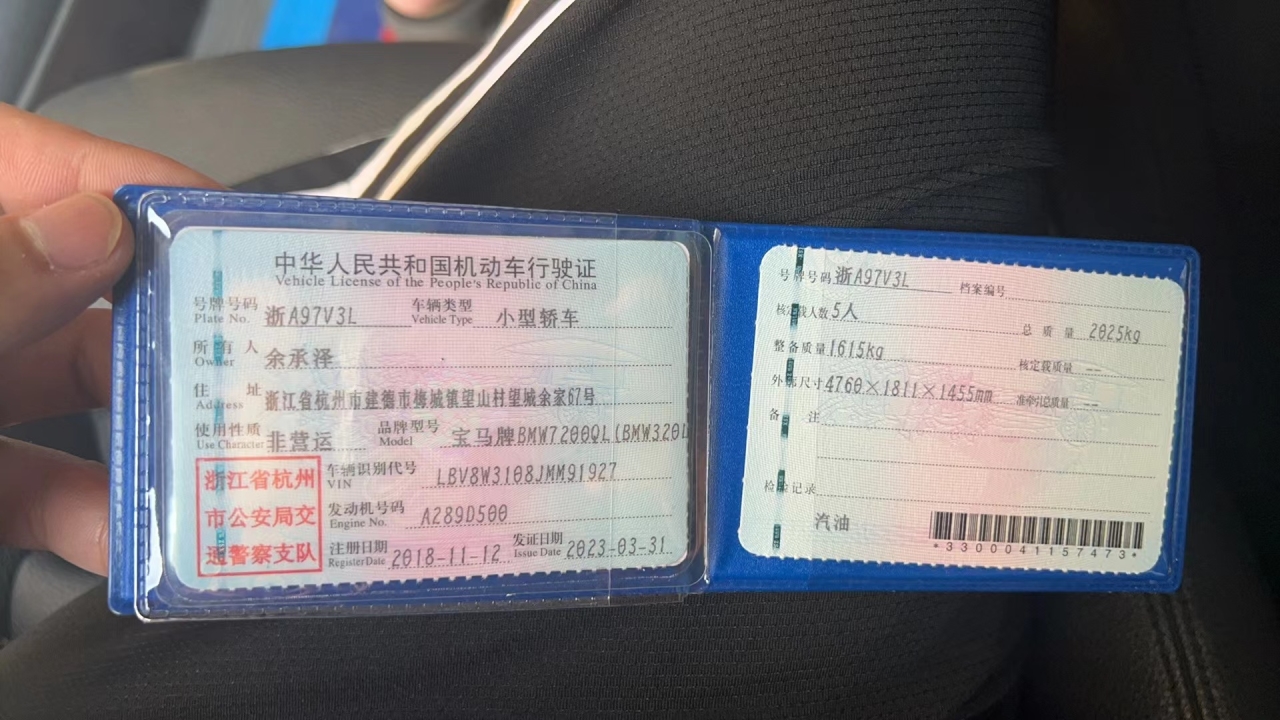 中华人民共和国机动车行驶证
Vehicle License of the People's Republic of China
号牌号码 浙A97V3L 车辆类型 小型轿车
Plate No. Vehicle Type
所有人 余承泽
Owner
住址 浙江省杭州市建德市梅城镇望山村望城余家67号
Address
使用性质 非营运 品牌型号 宝马牌BMW7200QL(BMW320L
Use Character Model
浙江省杭州
市公安局交
通警察支队
车辆识别代号 LBV8W3108JMM91927
VIN
发动机号码 A289D500
Engine No.
注册日期 2018-11-12 发证日期 2023-03-31
Register Date Issue Date
号牌号码 浙A97V3L 档案编号
核定载人数 5人 总质量 2025kg
整备质量 1615kg 核定载质量 --
外廓尺寸 4760×1811×1455mm 准牵引总质量 --
备注
检验记录
汽油
*3300041157473*